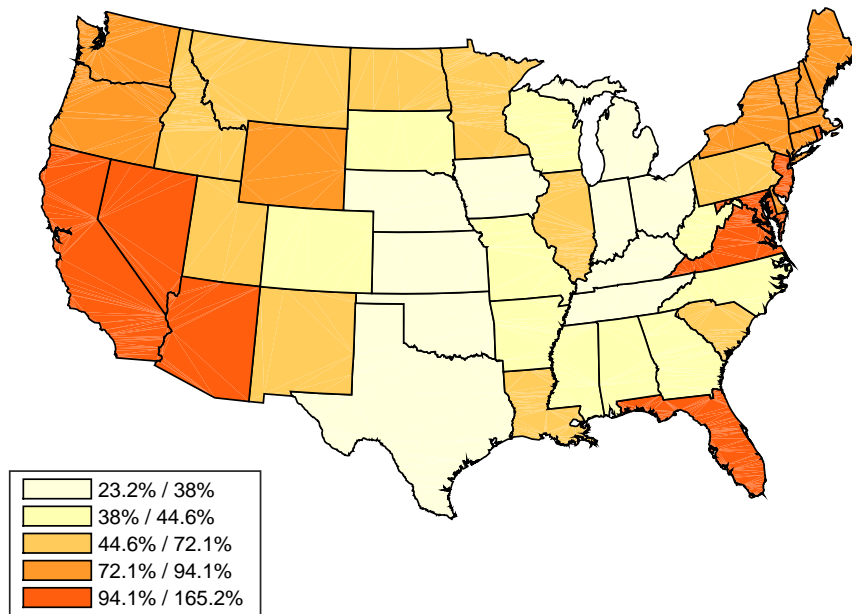 23.2% / 38%
38% / 44.6%
44.6% / 72.1%
72.1% / 94.1%
94.1% / 165.2%